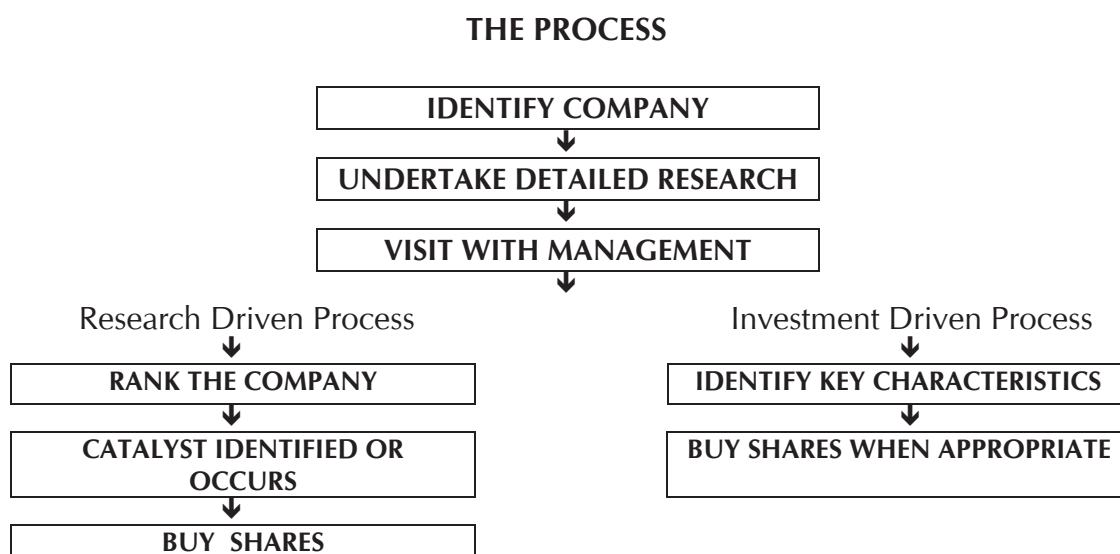 THE PROCESS
IDENTIFY COMPANY
UNDERTAKE DETAILED RESEARCH
VISIT WITH MANAGEMENT
Research Driven Process
RANK THE COMPANY
CATALYST IDENTIFIED OR
OCCURS
BUY SHARES
Investment Driven Process
IDENTIFY KEY CHARACTERISTICS
BUY SHARES WHEN APPROPRIATE